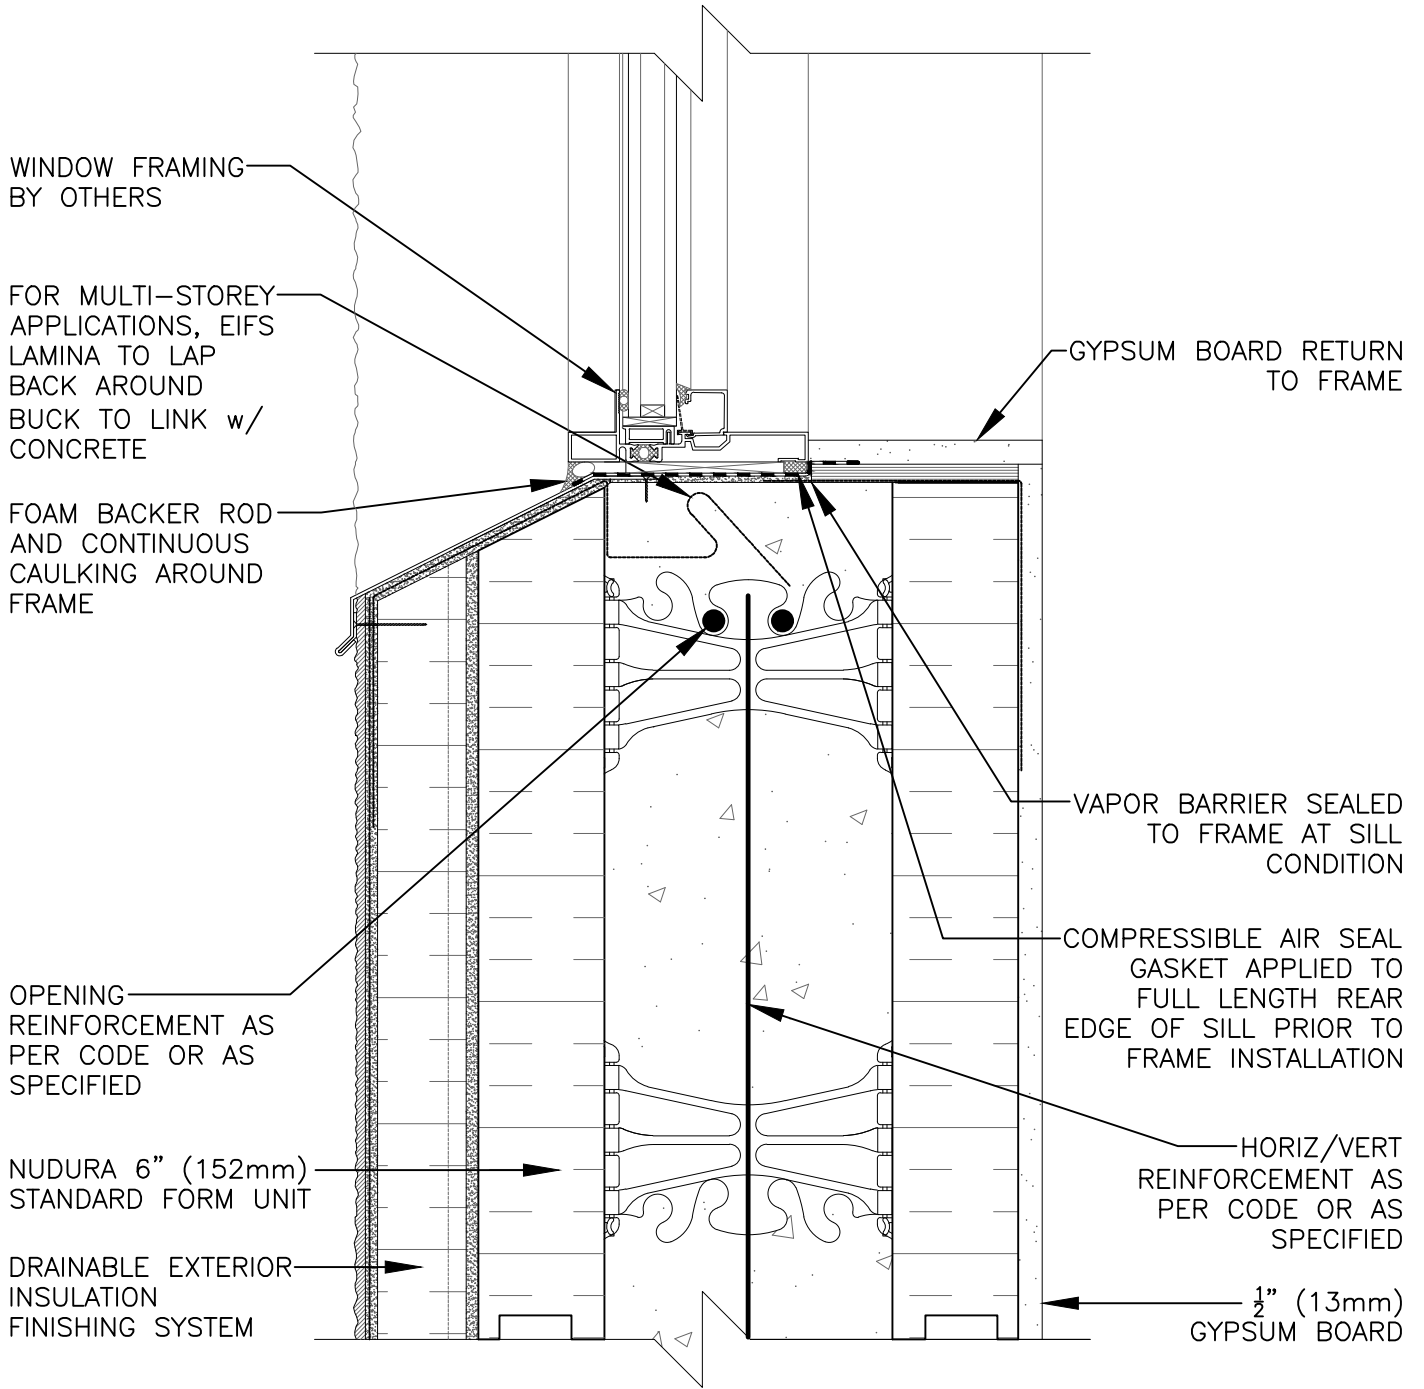 WINDOW FRAMING
BY OTHERS
FOR MULTI-STOREY
APPLICATIONS, EIFS
LAMINA TO LAP
BACK AROUND
BUCK TO LINK w/
CONCRETE
FOAM BACKER ROD
AND CONTINUOUS
CAULKING AROUND
FRAME
OPENING
REINFORCEMENT AS
PER CODE OR AS
SPECIFIED
NUDURA 6" (152mm)
STANDARD FORM UNIT
DRAINABLE EXTERIOR
INSULATION
FINISHING SYSTEM
GYPSUM BOARD RETURN
TO FRAME
VAPOR BARRIER SEALED
TO FRAME AT SILL
CONDITION
COMPRESSIBLE AIR SEAL
GASKET APPLIED TO
FULL LENGTH REAR
EDGE OF SILL PRIOR TO
FRAME INSTALLATION
HORIZ/VERT
REINFORCEMENT AS
PER CODE OR AS
SPECIFIED
1/2" (13mm)
GYPSUM BOARD